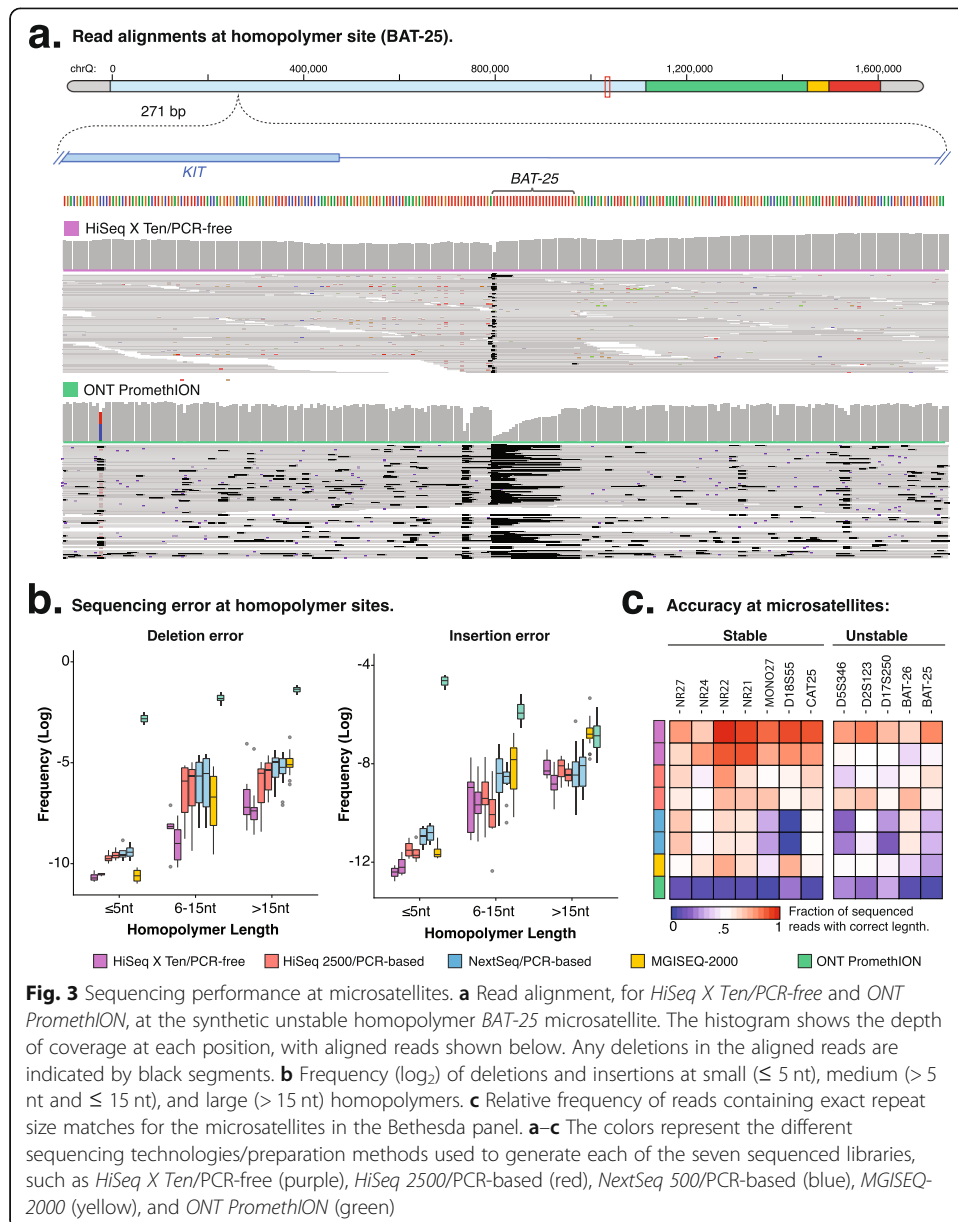 a. Read alignments at homopolymer site (BAT-25).
chrQ: 0 400,000 800,000 1,200,000 1,600,000
271 bp
KIT
BAT-25
HiSeq X Ten/PCR-free
ONT PromethION
b. Sequencing error at homopolymer sites.
Deletion error
Frequency (Log)
0
-5
-10
≤5nt 6-15nt >15nt
Homopolymer Length
Insertion error
Frequency (Log)
-4
-8
-12
≤5nt 6-15nt >15nt
Homopolymer Length
c. Accuracy at microsatellites:
Stable Unstable
- NR27
- NR24
- NR22
- NR21
- MONO27
- D18S55
- CAT25
- D5S346
- D2S123
- D17S250
- BAT-26
- BAT-25
0 .5 1
Fraction of sequenced
reads with correct legnth.
HiSeq X Ten/PCR-free HiSeq 2500/PCR-based NextSeq/PCR-based MGISEQ-2000 ONT PromethION
Fig. 3 Sequencing performance at microsatellites. a Read alignment, for HiSeq X Ten/PCR-free and ONT
PromethION, at the synthetic unstable homopolymer BAT-25 microsatellite. The histogram shows the depth
of coverage at each position, with aligned reads shown below. Any deletions in the aligned reads are
indicated by black segments. b Frequency (log₂) of deletions and insertions at small (≤ 5 nt), medium (> 5
nt and ≤ 15 nt), and large (> 15 nt) homopolymers. c Relative frequency of reads containing exact repeat
size matches for the microsatellites in the Bethesda panel. a–c The colors represent the different
sequencing technologies/preparation methods used to generate each of the seven sequenced libraries,
such as HiSeq X Ten/PCR-free (purple), HiSeq 2500/PCR-based (red), NextSeq 500/PCR-based (blue), MGISEQ-
2000 (yellow), and ONT PromethION (green)